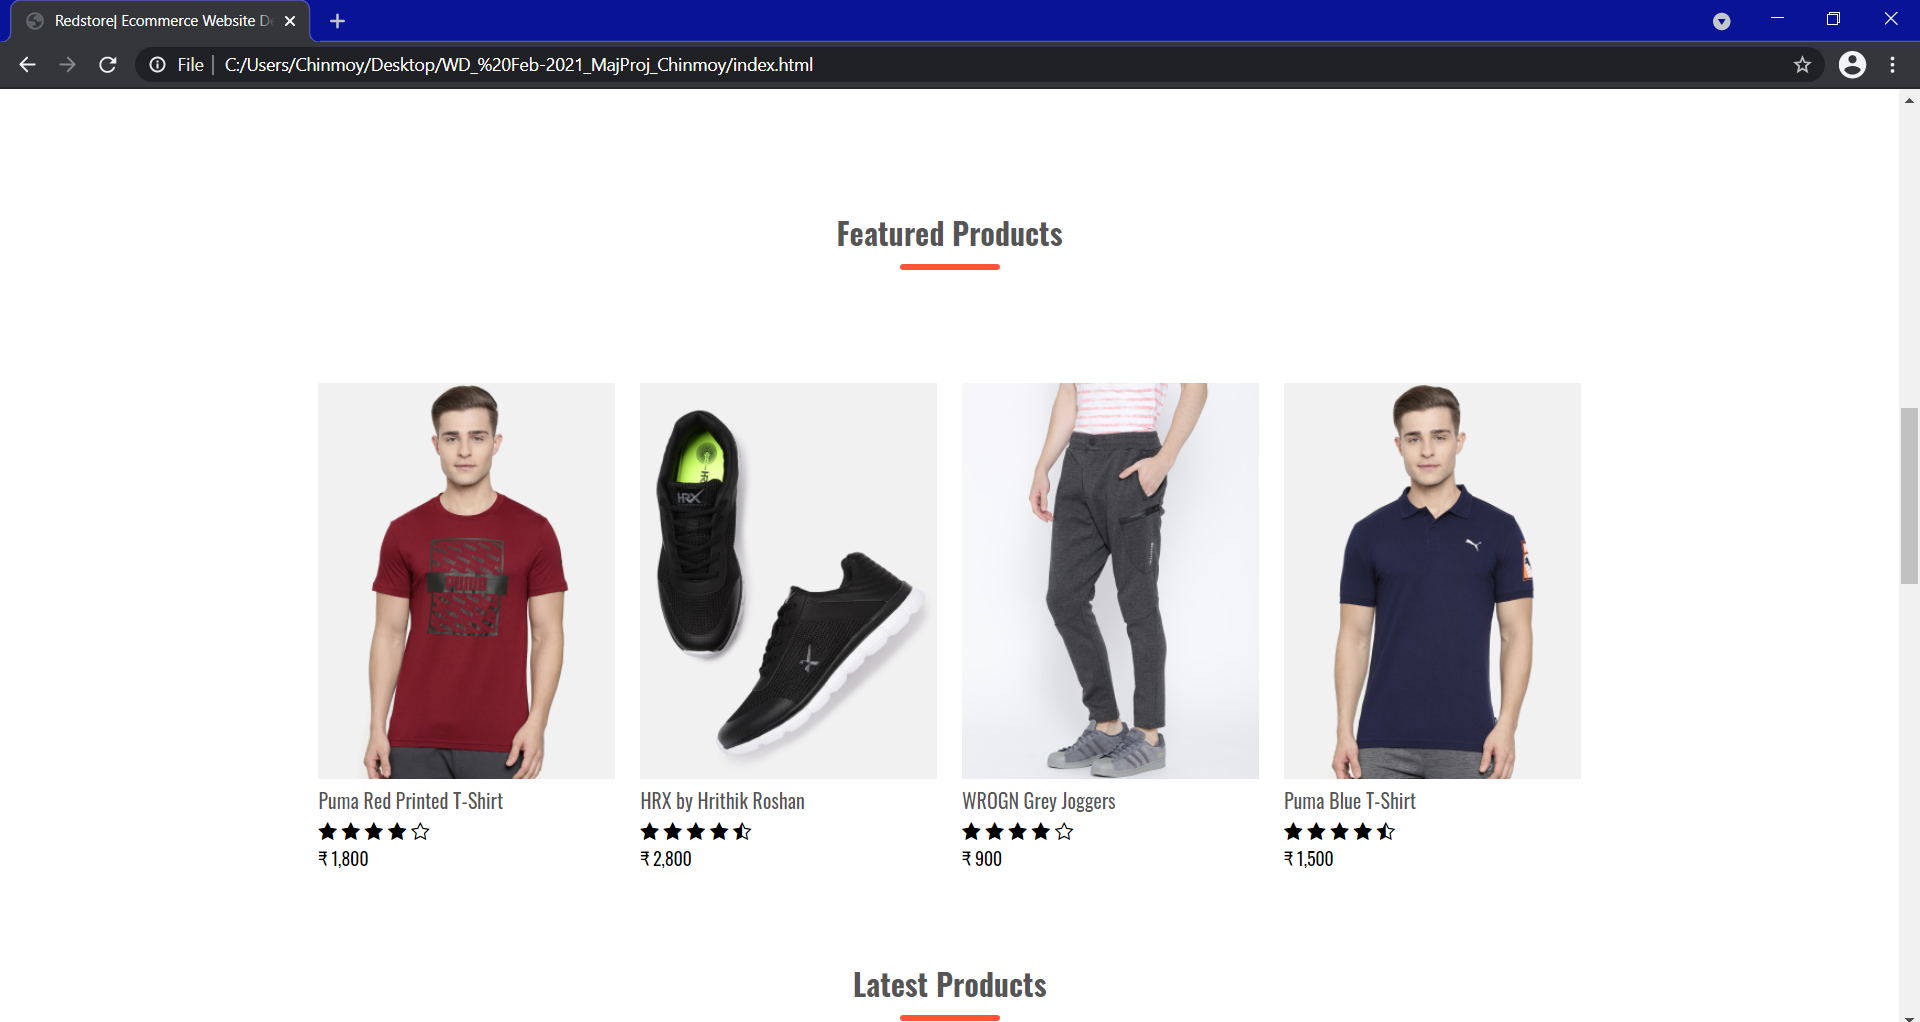 Redstore| Ecommerce Website D
File
C:/Users/Chinmoy/Desktop/WD_%20Feb-2021_MajProj_Chinmoy/index.html
Featured Products
HRX
Puma Red Printed T-Shirt
₹ 1,800
HRX by Hrithik Roshan
₹ 2,800
WROGN Grey Joggers
₹ 900
Puma Blue T-Shirt
₹ 1,500
Latest Products